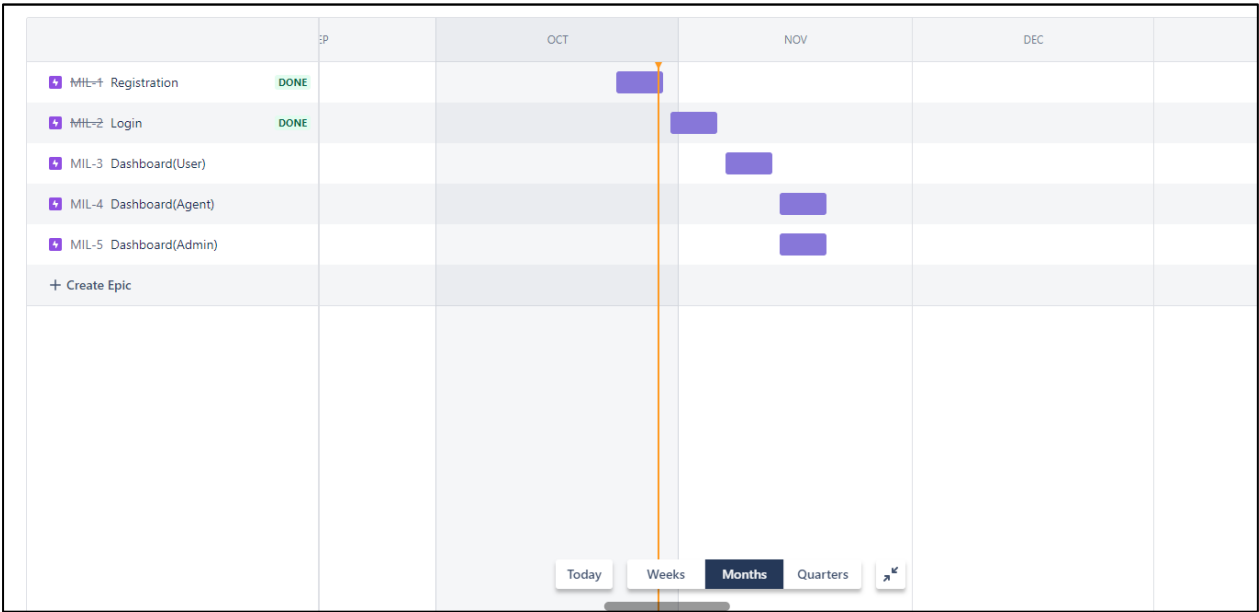 EP OCT NOV DEC
MIL-1 Registration DONE
MIL-2 Login DONE
MIL-3 Dashboard(User)
MIL-4 Dashboard(Agent)
MIL-5 Dashboard(Admin)
+ Create Epic
Today Weeks Months Quarters